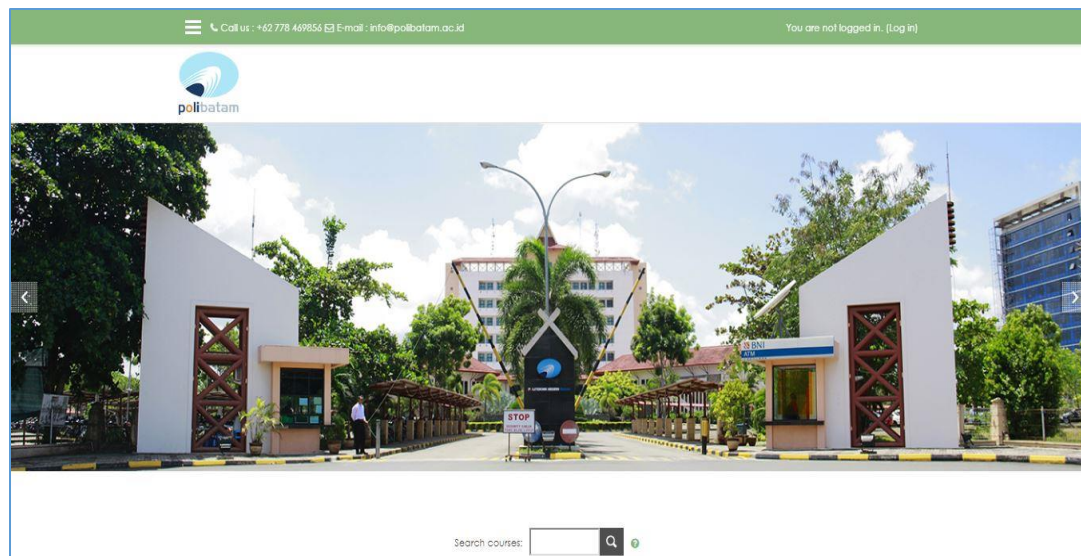 Call us : +62 778 469856 E-mail : info@polibatam.ac.id
You are not logged in. (Log in)
polibatam
BNI
ATM
STOP
Search courses: